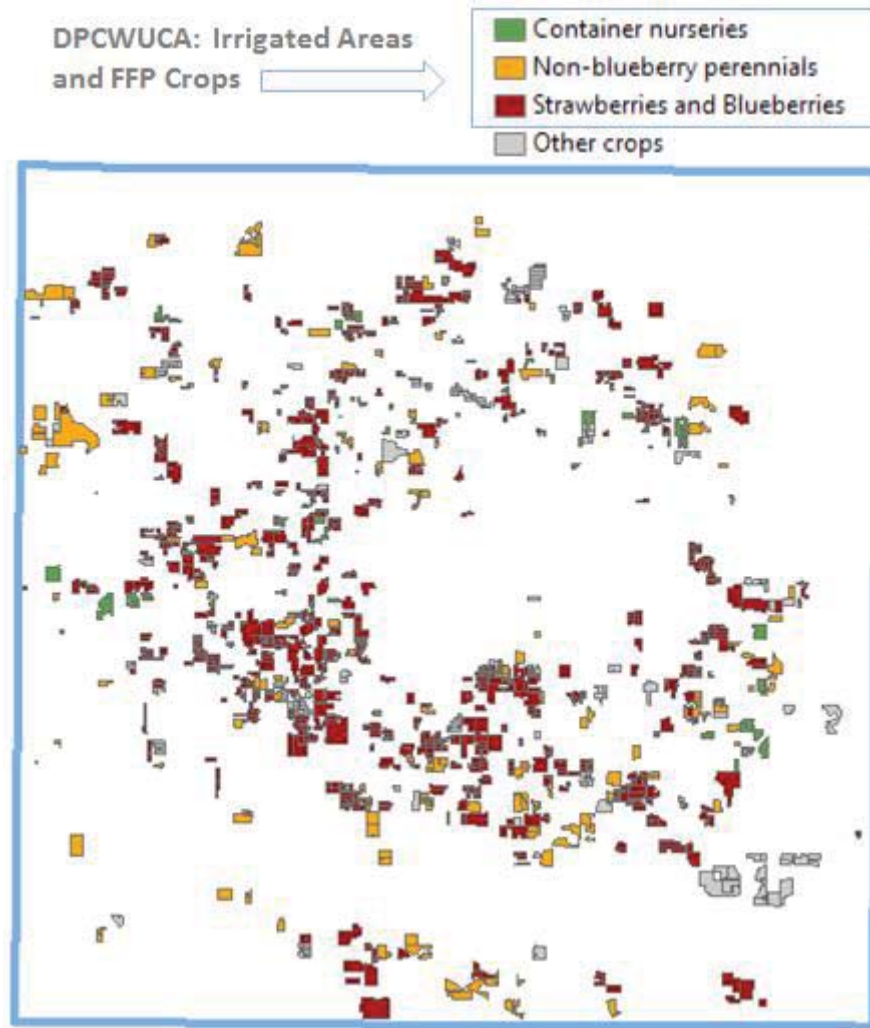 DPCWUCA: Irrigated Areas
and FFP Crops
Container nurseries
Non-blueberry perennials
Strawberries and Blueberries
Other crops